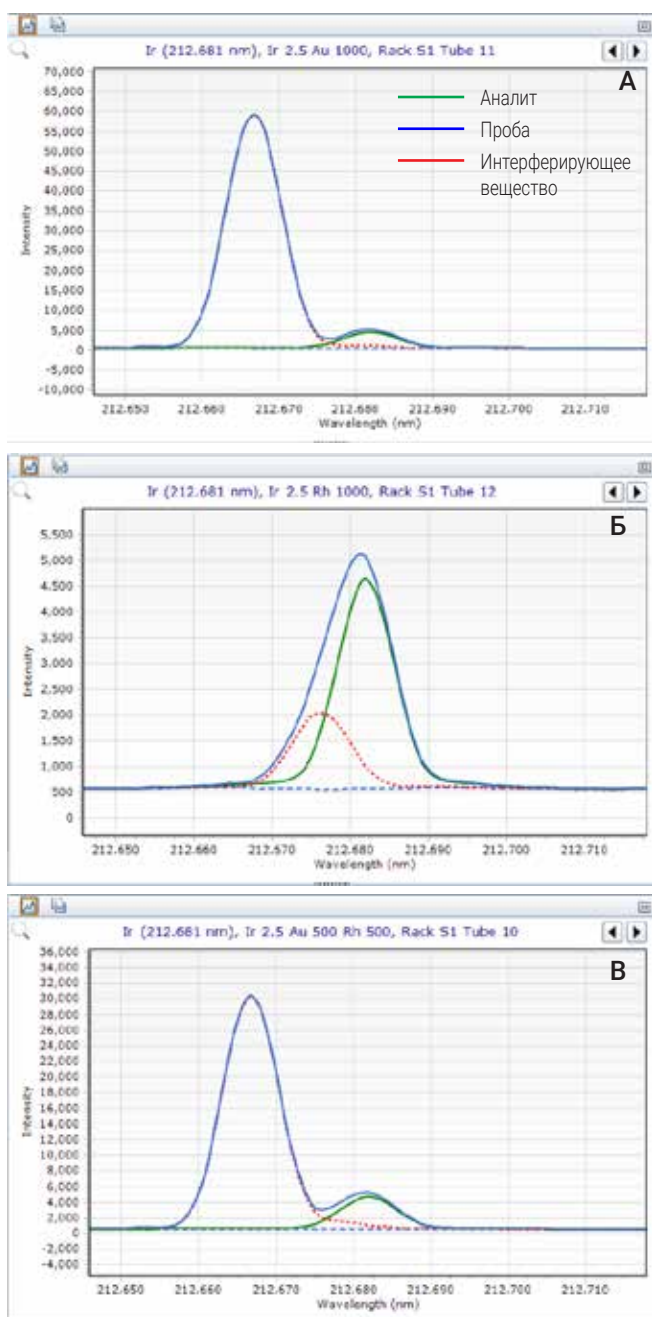 Ir (212.681 nm), Ir 2.5 Au 1000, Rack S1 Tube 11
А
Аналит
Проба
Интерферирующее
вещество
Intensity
70,000
65,000
60,000
55,000
50,000
45,000
40,000
35,000
30,000
25,000
20,000
15,000
10,000
5,000
0
-5,000
-10,000
212.650 212.660 212.670 212.680 212.690 212.700 212.710
Wavelength (nm)
Ir (212.681 nm), Ir 2.5 Rh 1000, Rack S1 Tube 12
Б
Intensity
5,500
5,000
4,500
4,000
3,500
3,000
2,500
2,000
1,500
1,000
500
0
212.650 212.660 212.670 212.680 212.690 212.700 212.710
Wavelength (nm)
Ir (212.681 nm), Ir 2.5 Au 500 Rh 500, Rack S1 Tube 10
В
Intensity
36,000
34,000
32,000
30,000
28,000
26,000
24,000
22,000
20,000
18,000
16,000
14,000
12,000
10,000
8,000
6,000
4,000
2,000
0
-2,000
-4,000
212.650 212.660 212.670 212.680 212.690 212.700 212.710
Wavelength (nm)